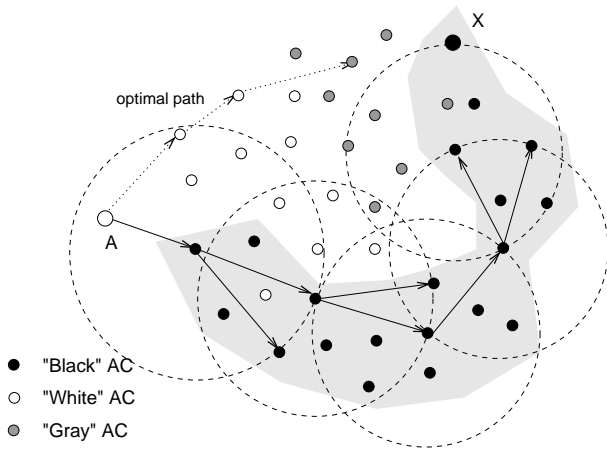 X
optimal path
A
"Black" AC
"White" AC
"Gray" AC